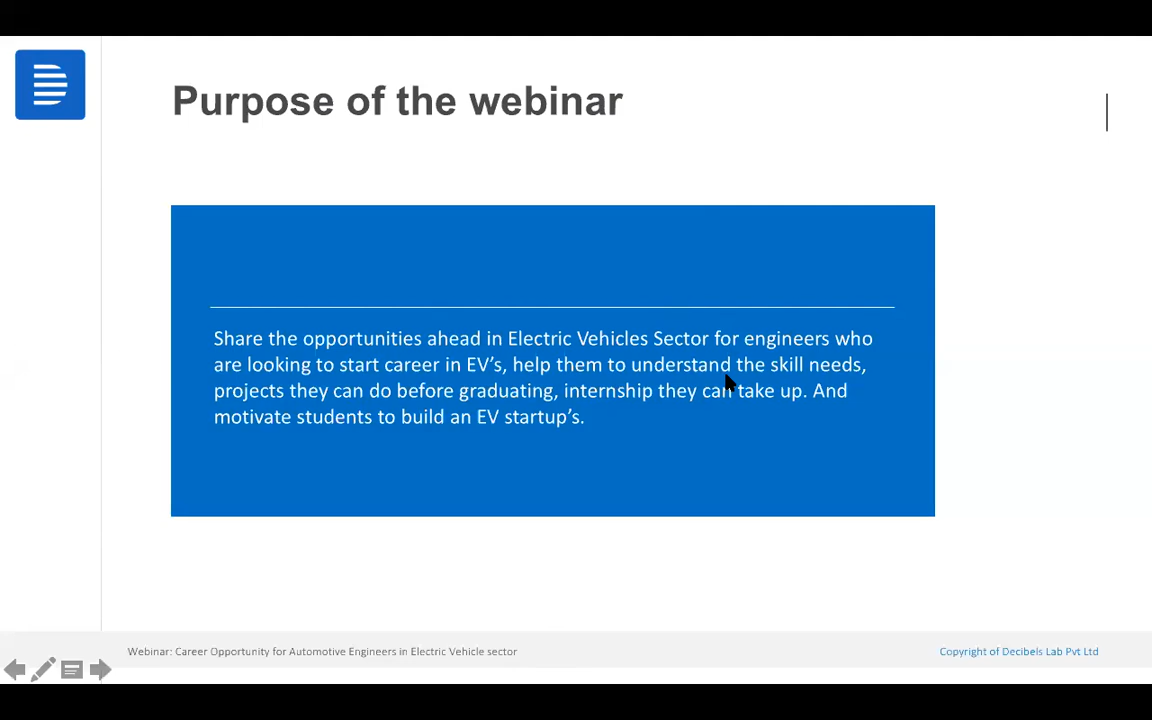 Purpose of the webinar
Share the opportunities ahead in Electric Vehicles Sector for engineers who
are looking to start career in EV’s, help them to understand the skill needs,
projects they can do before graduating, internship they can take up. And
motivate students to build an EV startup’s.
Webinar: Career Opportunity for Automotive Engineers in Electric Vehicle sector
Copyright of Decibels Lab Pvt Ltd